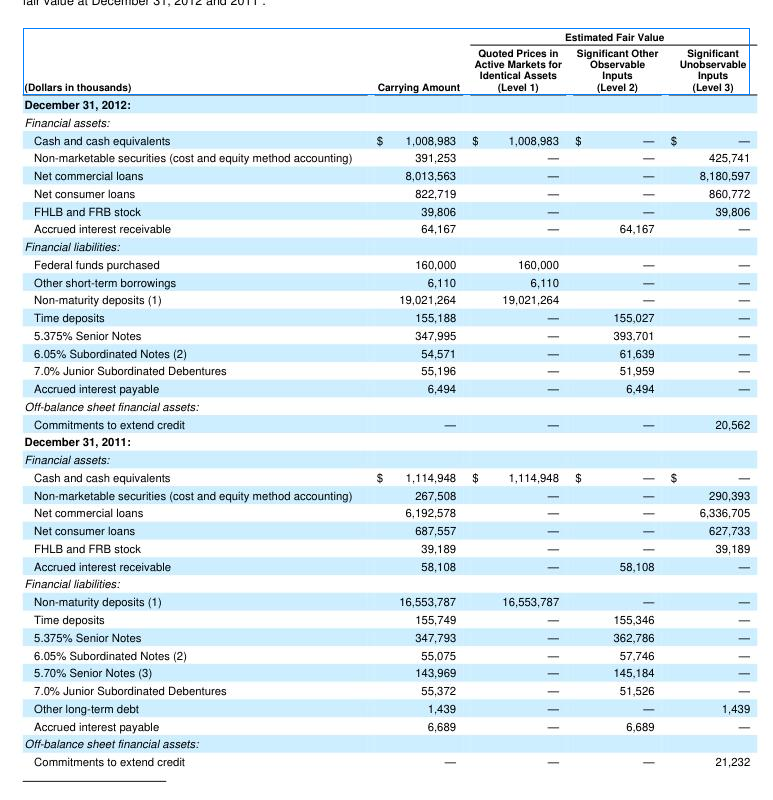 fair value at December 31, 2012 and 2011 :
Estimated Fair Value
(Dollars in thousands) Carrying Amount Quoted Prices in Active Markets for Identical Assets (Level 1) Significant Other Observable Inputs (Level 2) Significant Unobservable Inputs (Level 3)
December 31, 2012:
Financial assets:
Cash and cash equivalents $ 1,008,983 $ 1,008,983 $ — $ —
Non-marketable securities (cost and equity method accounting) 391,253 — — 425,741
Net commercial loans 8,013,563 — — 8,180,597
Net consumer loans 822,719 — — 860,772
FHLB and FRB stock 39,806 — — 39,806
Accrued interest receivable 64,167 — 64,167 —
Financial liabilities:
Federal funds purchased 160,000 160,000 — —
Other short-term borrowings 6,110 6,110 — —
Non-maturity deposits (1) 19,021,264 19,021,264 — —
Time deposits 155,188 — 155,027 —
5.375% Senior Notes 347,995 — 393,701 —
6.05% Subordinated Notes (2) 54,571 — 61,639 —
7.0% Junior Subordinated Debentures 55,196 — 51,959 —
Accrued interest payable 6,494 — 6,494 —
Off-balance sheet financial assets:
Commitments to extend credit — — — 20,562
December 31, 2011:
Financial assets:
Cash and cash equivalents $ 1,114,948 $ 1,114,948 $ — $ —
Non-marketable securities (cost and equity method accounting) 267,508 — — 290,393
Net commercial loans 6,192,578 — — 6,336,705
Net consumer loans 687,557 — — 627,733
FHLB and FRB stock 39,189 — — 39,189
Accrued interest receivable 58,108 — 58,108 —
Financial liabilities:
Non-maturity deposits (1) 16,553,787 16,553,787 — —
Time deposits 155,749 — 155,346 —
5.375% Senior Notes 347,793 — 362,786 —
6.05% Subordinated Notes (2) 55,075 — 57,746 —
5.70% Senior Notes (3) 143,969 — 145,184 —
7.0% Junior Subordinated Debentures 55,372 — 51,526 —
Other long-term debt 1,439 — — 1,439
Accrued interest payable 6,689 — 6,689 —
Off-balance sheet financial assets:
Commitments to extend credit — — — 21,232